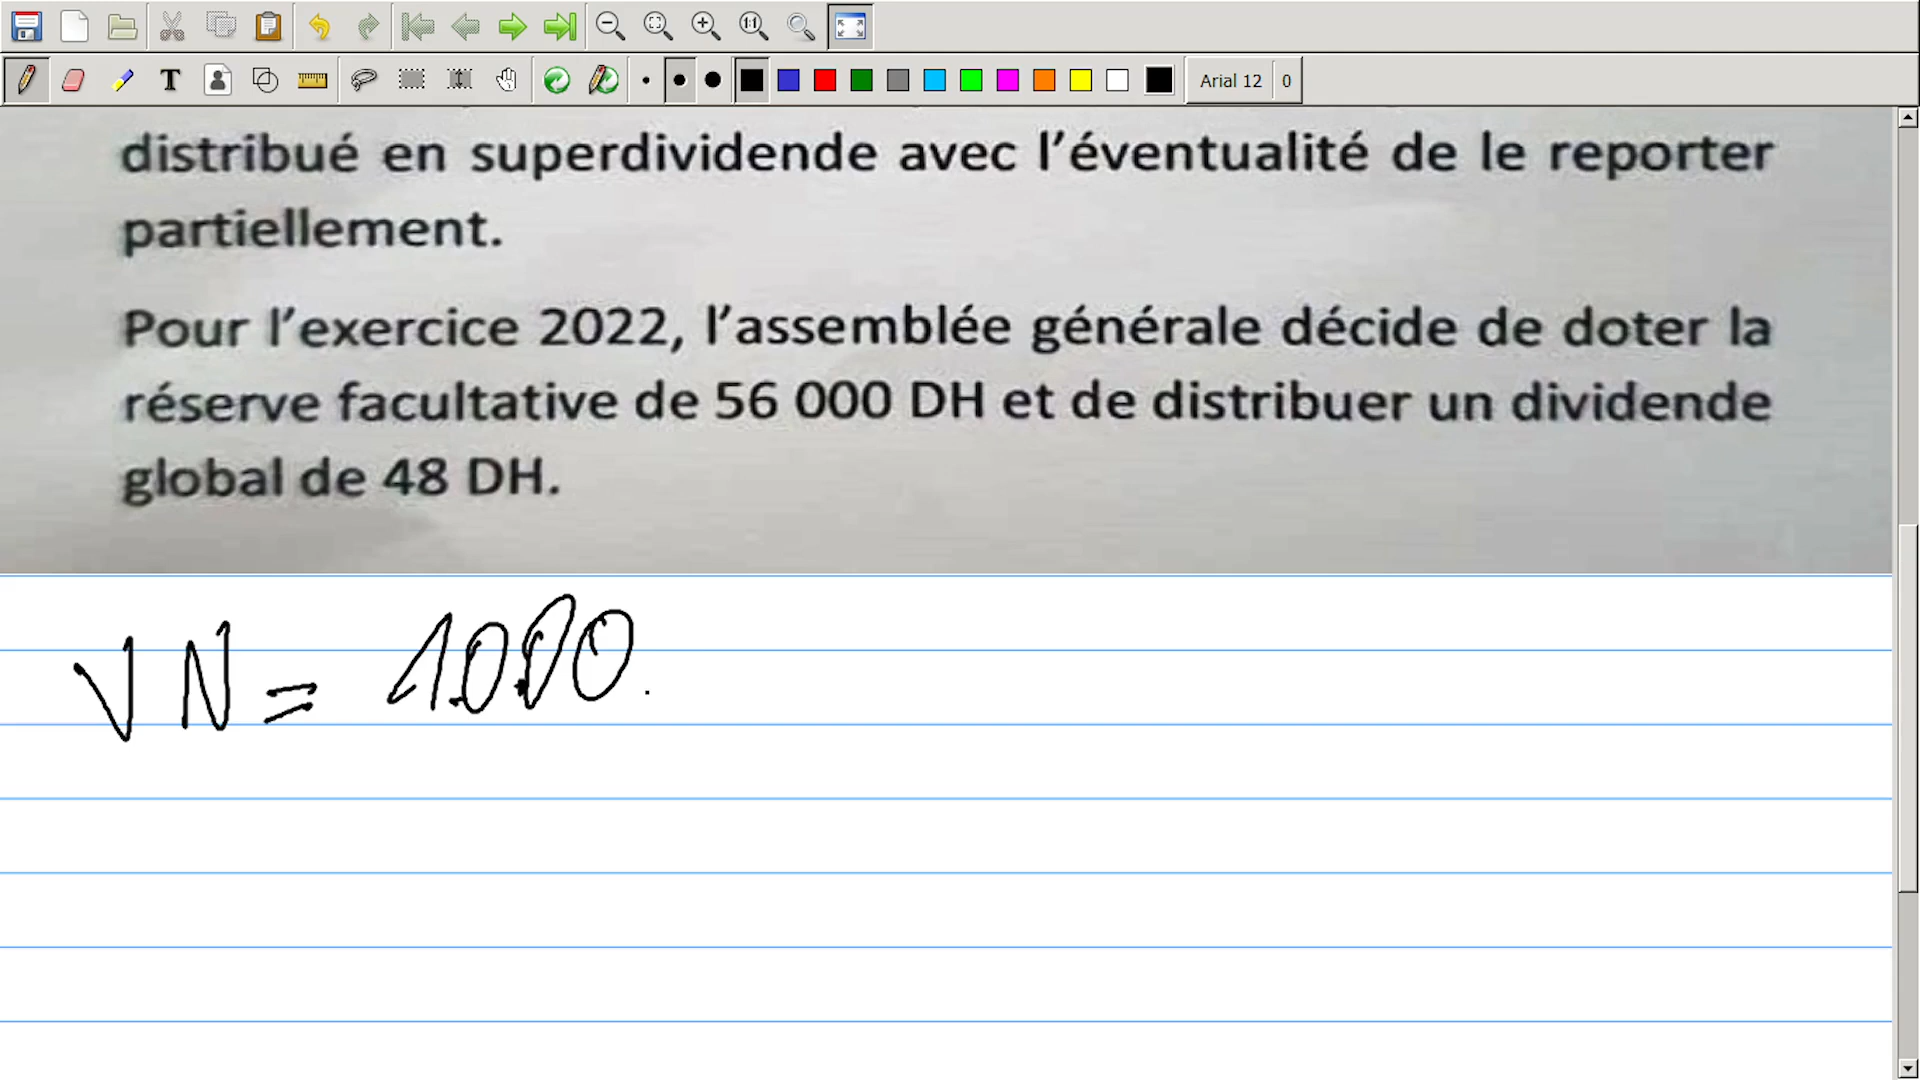 T
1:1
Arial 12 0
distribué en superdividende avec l'éventualité de le reporter
partiellement.
Pour l'exercice 2022, l'assemblée générale décide de doter la
réserve facultative de 56 000 DH et de distribuer un dividende
global de 48 DH.
VN = 1000